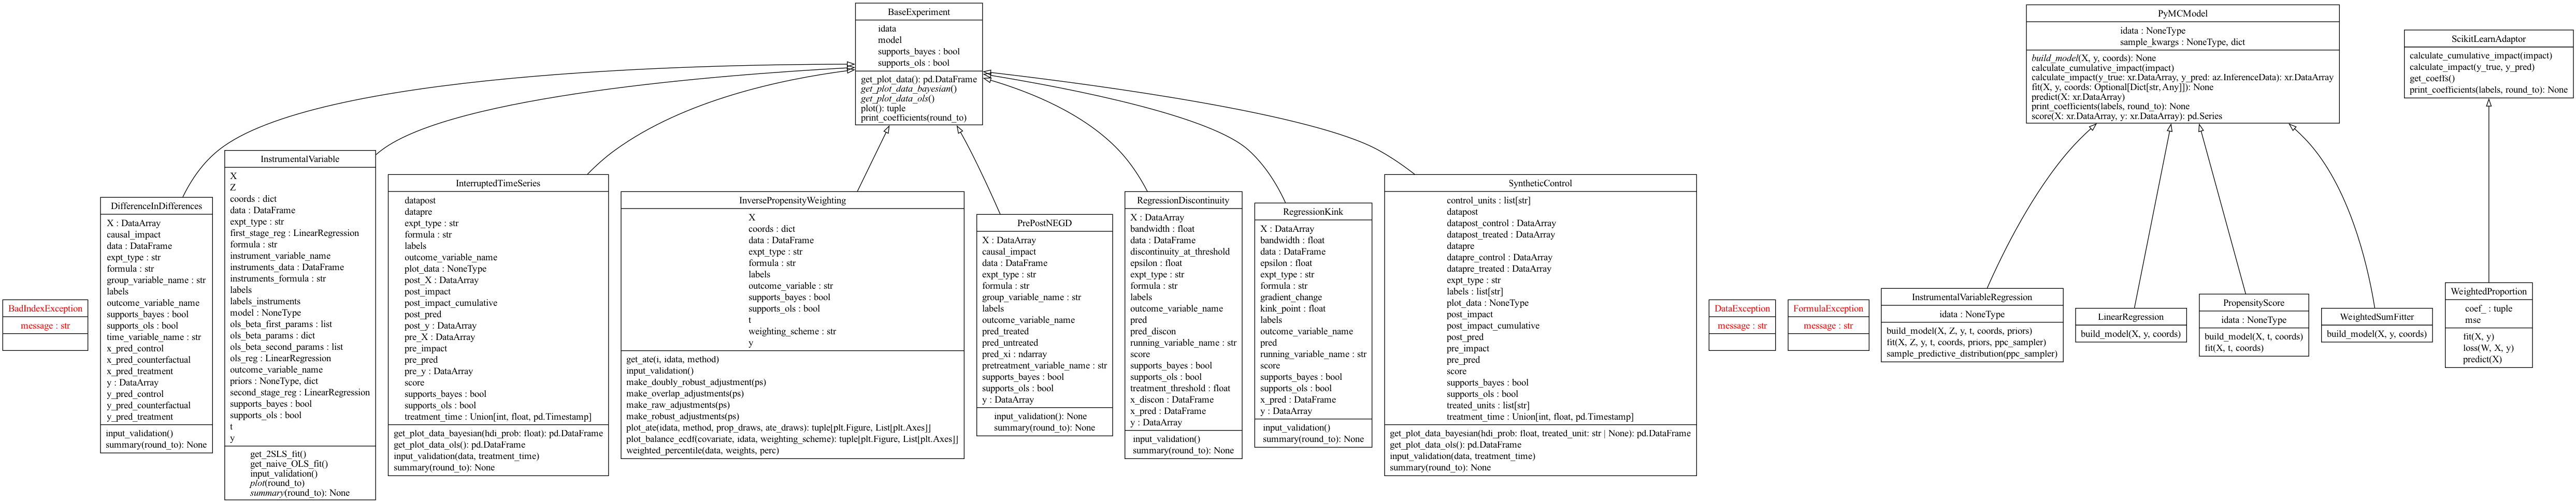 BaseExperiment
idata
model
supports_bayes : bool
supports_ols : bool
get_plot_data(): pd.DataFrame
get_plot_data_bayesian()
get_plot_data_ols()
plot(): tuple
print_coefficients(round_to)
PyMCModel
idata : NoneType
sample_kwargs : NoneType, dict
build_model(X, y, coords): None
calculate_cumulative_impact(impact)
calculate_impact(y_true: xr.DataArray, y_pred: az.InferenceData): xr.DataArray
fit(X, y, coords: Optional[Dict[str, Any]]): None
predict(X: xr.DataArray)
print_coefficients(labels, round_to): None
score(X: xr.DataArray, y: xr.DataArray): pd.Series
ScikitLearnAdaptor
calculate_cumulative_impact(impact)
calculate_impact(y_true, y_pred)
get_coeffs()
print_coefficients(labels, round_to): None
BadIndexException
message : str
DifferenceInDifferences
X : DataArray
causal_impact
data : DataFrame
expt_type : str
formula : str
group_variable_name : str
labels
outcome_variable_name
supports_bayes : bool
supports_ols : bool
time_variable_name : str
x_pred_control
x_pred_counterfactual
x_pred_treatment
y : DataArray
y_pred_control
y_pred_counterfactual
y_pred_treatment
input_validation()
summary(round_to): None
InstrumentalVariable
X
Z
coords : dict
data : DataFrame
expt_type : str
first_stage_reg : LinearRegression
formula : str
instrument_variable_name
instruments_data : DataFrame
instruments_formula : str
labels
labels_instruments
model : NoneType
ols_beta_first_params : list
ols_beta_params : dict
ols_beta_second_params : list
ols_reg : LinearRegression
outcome_variable_name
priors : NoneType, dict
second_stage_reg : LinearRegression
supports_bayes : bool
supports_ols : bool
t
y
get_2SLS_fit()
get_naive_OLS_fit()
input_validation()
plot(round_to)
summary(round_to): None
InterruptedTimeSeries
datapost
datapre
expt_type : str
formula : str
labels
outcome_variable_name
plot_data : NoneType
post_X : DataArray
post_impact
post_impact_cumulative
post_pred
post_y : DataArray
pre_X : DataArray
pre_impact
pre_pred
pre_y : DataArray
score
supports_bayes : bool
supports_ols : bool
treatment_time : Union[int, float, pd.Timestamp]
get_plot_data_bayesian(hdi_prob: float): pd.DataFrame
get_plot_data_ols(): pd.DataFrame
input_validation(data, treatment_time)
summary(round_to): None
InversePropensityWeighting
X
coords : dict
data : DataFrame
expt_type : str
formula : str
labels
outcome_variable : str
supports_bayes : bool
supports_ols : bool
t
weighting_scheme : str
y
get_ate(i, idata, method)
input_validation()
make_doubly_robust_adjustment(ps)
make_overlap_adjustments(ps)
make_raw_adjustments(ps)
make_robust_adjustments(ps)
plot_ate(idata, method, prop_draws, ate_draws): tuple[plt.Figure, List[plt.Axes]]
plot_balance_ecdf(covariate, idata, weighting_scheme): tuple[plt.Figure, List[plt.Axes]]
weighted_percentile(data, weights, perc)
PrePostNEGD
X : DataArray
causal_impact
data : DataFrame
expt_type : str
formula : str
group_variable_name : str
labels
outcome_variable_name
pred_treated
pred_untreated
pred_xi : ndarray
pretreatment_variable_name : str
supports_bayes : bool
supports_ols : bool
y : DataArray
input_validation(): None
summary(round_to): None
RegressionDiscontinuity
X : DataArray
bandwidth : float
data : DataFrame
discontinuity_at_threshold
epsilon : float
expt_type : str
formula : str
labels
outcome_variable_name
pred
pred_discon
running_variable_name : str
score
supports_bayes : bool
supports_ols : bool
treatment_threshold : float
x_discon : DataFrame
x_pred : DataFrame
y : DataArray
input_validation()
summary(round_to): None
RegressionKink
X : DataArray
bandwidth : float
data : DataFrame
epsilon : float
expt_type : str
formula : str
gradient_change
kink_point : float
labels
outcome_variable_name
pred
running_variable_name : str
score
supports_bayes : bool
supports_ols : bool
x_pred : DataFrame
y : DataArray
input_validation()
summary(round_to): None
SyntheticControl
control_units : list[str]
datapost
datapost_control : DataArray
datapost_treated : DataArray
datapre
datapre_control : DataArray
datapre_treated : DataArray
expt_type : str
labels : list[str]
plot_data : NoneType
post_impact
post_impact_cumulative
post_pred
pre_impact
pre_pred
score
supports_bayes : bool
supports_ols : bool
treated_units : list[str]
treatment_time : Union[int, float, pd.Timestamp]
get_plot_data_bayesian(hdi_prob: float, treated_unit: str | None): pd.DataFrame
get_plot_data_ols(): pd.DataFrame
input_validation(data, treatment_time)
summary(round_to): None
DataException
message : str
FormulaException
message : str
InstrumentalVariableRegression
idata : NoneType
build_model(X, Z, y, t, coords, priors)
fit(X, Z, y, t, coords, priors, ppc_sampler)
sample_predictive_distribution(ppc_sampler)
LinearRegression
build_model(X, y, coords)
PropensityScore
idata : NoneType
build_model(X, t, coords)
fit(X, t, coords)
WeightedSumFitter
build_model(X, y, coords)
WeightedProportion
coef_ : tuple
mse
fit(X, y)
loss(W, X, y)
predict(X)